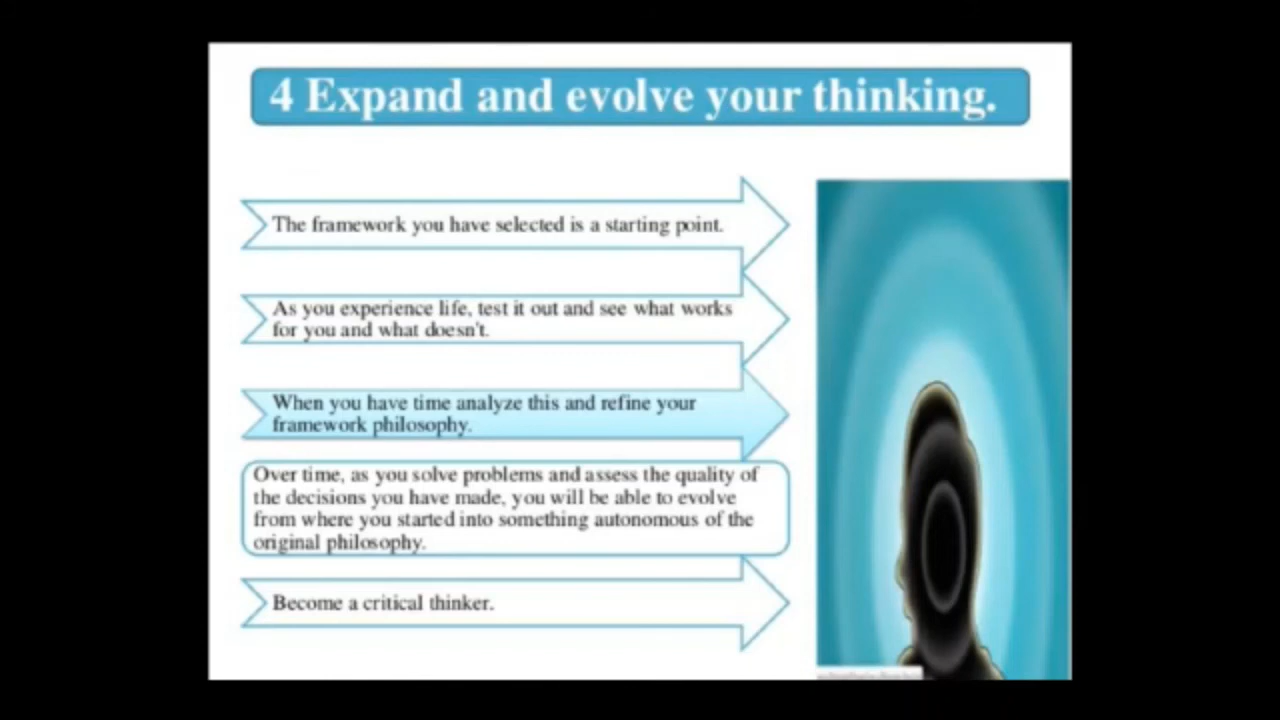 4 Expand and evolve your thinking.
The framework you have selected is a starting point.
As you experience life, test it out and see what works
for you and what doesn't.
When you have time analyze this and refine your
framework philosophy.
Over time, as you solve problems and assess the quality of
the decisions you have made, you will be able to evolve
from where you started into something autonomous of the
original philosophy.
Become a critical thinker.